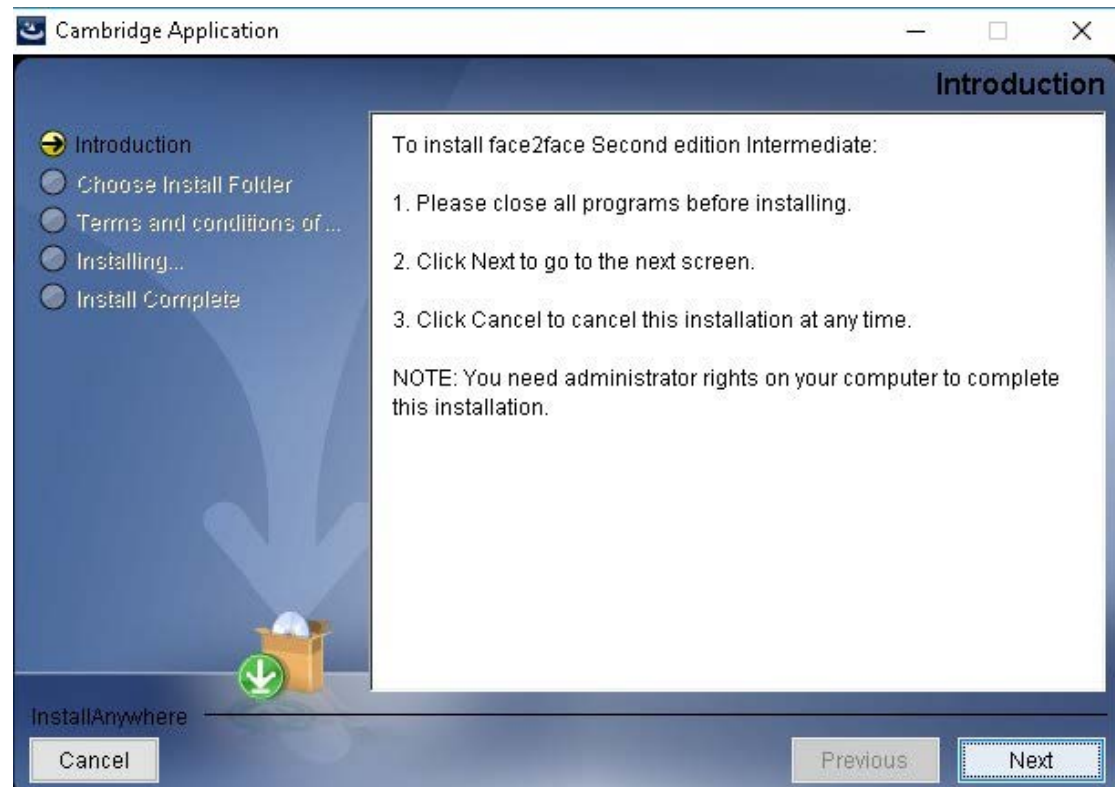 Cambridge Application
Introduction
Introduction
Choose Install Folder
Terms and conditions of...
Installing...
Install Complete
To install face2face Second edition Intermediate:
1. Please close all programs before installing.
2. Click Next to go to the next screen.
3. Click Cancel to cancel this installation at any time.
NOTE: You need administrator rights on your computer to complete
this installation.
InstallAnywhere
Cancel
Previous
Next